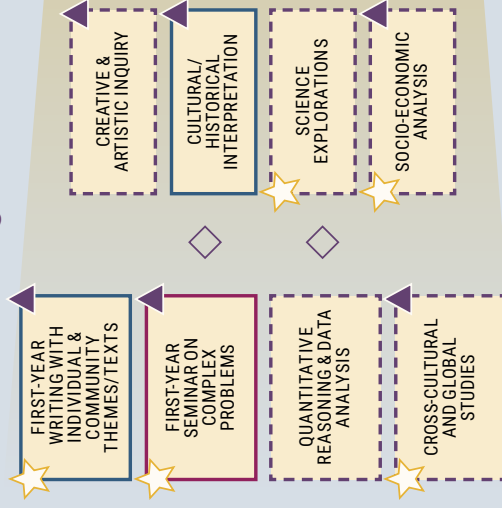 CREATIVE &
ARTISTIC INQUIRY
CULTURAL/
HISTORICAL
INTERPRETATION
SCIENCE
EXPLORATIONS
SOCIO-ECONOMIC
ANALYSIS
FIRST-YEAR
WRITING WITH
INDIVIDUAL &
COMMUNITY
THEMES/TEXTS
FIRST-YEAR
SEMINAR ON
COMPLEX
PROBLEMS
QUANTITATIVE
REASONING & DATA
ANALYSIS
CROSS-CULTURAL
AND GLOBAL
STUDIES